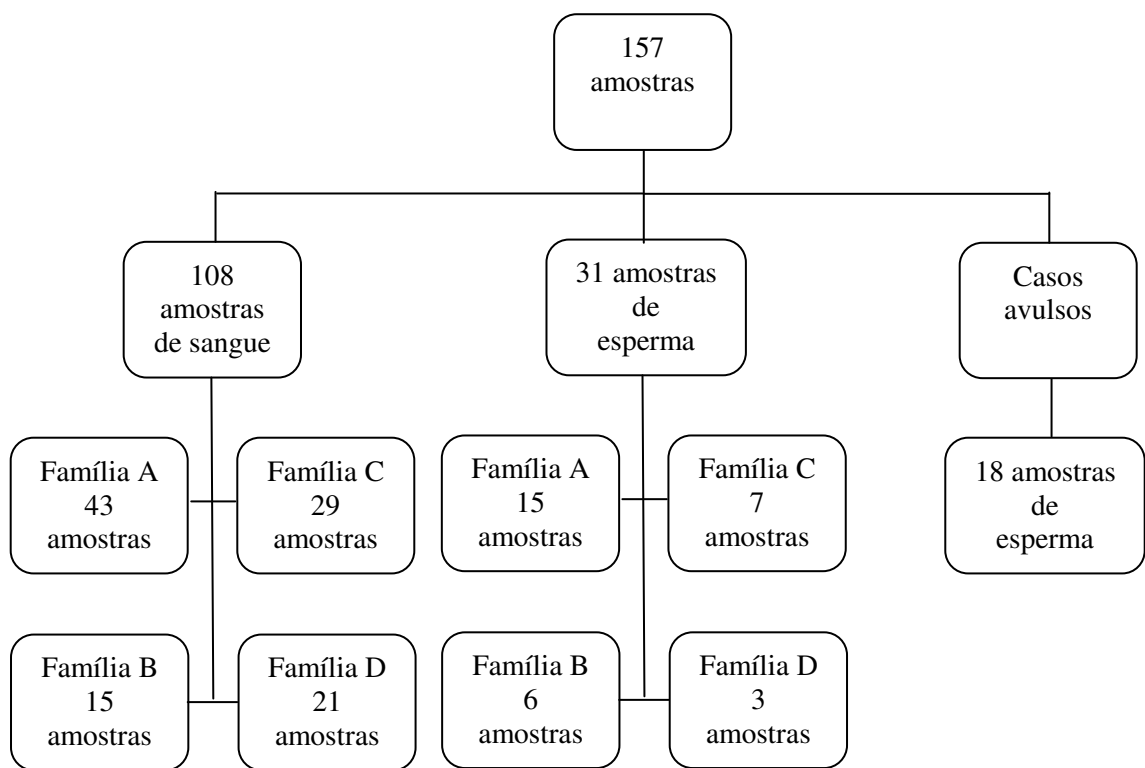 157
amostras
108
amostras
de sangue
31 amostras
de
esperma
Casos
avulsos
Família A
43
amostras
Família C
29
amostras
Família A
15
amostras
Família C
7
amostras
18 amostras
de
esperma
Família B
15
amostras
Família D
21
amostras
Família B
6
amostras
Família D
3
amostras